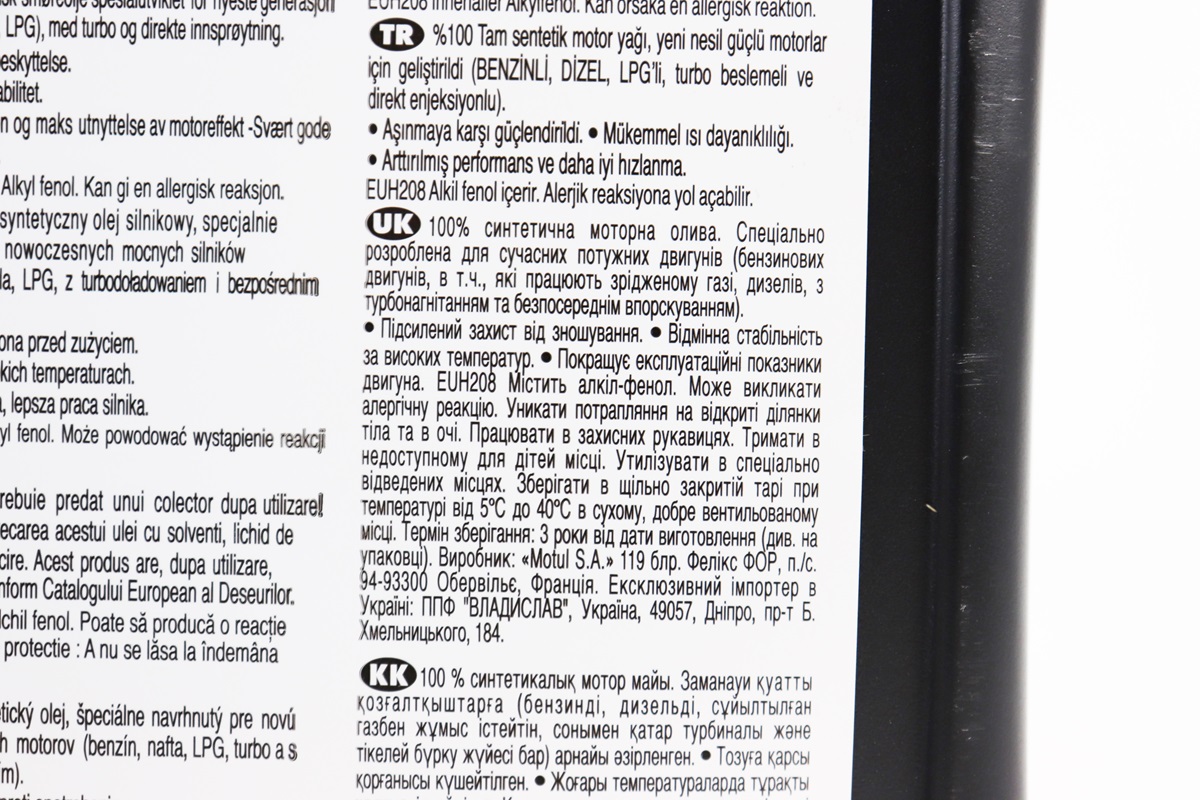 LPG), med turbo og direkte innsprøytning.
eskyttelse.
abilitet.
n og maks utnyttelse av motoreffekt -Svært gode
Alkyl fenol. Kan gi en allergisk reaksjon.
syntetyczny olej silnikowy, specjalnie
nowoczesnych mocnych silników
la, LPG, z turbodoładowaniem i bezpośrednim
ona przed zużyciem.
kich temperaturach.
, lepsza praca silnika.
yl fenol. Może powodować wystąpienie reakcji
rebuie predat unui colector dupa utilizare!!
ecarea acestui ulei cu solventi, lichid de
cire. Acest produs are, dupa utilizare,
nform Catalogului European al Deseurilor.
lchil fenol. Poate să producă o reacție
protectie : A nu se lăsa la îndemâna
etický olej, špeciálne navrhnutý pre novú
h motorov (benzín, nafta, LPG, turbo a s
m).
EUH208 Innehåller Alkylfenol. Kan orsaka en allergisk reaktion.
TR %100 Tam sentetik motor yağı, yeni nesil güçlü motorlar
için geliştirildi (BENZİNLİ, DİZEL, LPG'li, turbo beslemeli ve
direkt enjeksiyonlu).
• Aşınmaya karşı güçlendirildi. • Mükemmel ısı dayanıklılığı.
• Arttırılmış performans ve daha iyi hızlanma.
EUH208 Alkil fenol içerir. Alerjik reaksiyona yol açabilir.
UK 100% синтетична моторна олива. Спеціально
розроблена для сучасних потужних двигунів (бензинових
двигунів, в т.ч., які працюють зрідженому газі, дизелів, з
турбонагнітанням та безпосереднім впорскуванням).
• Підсилений захист від зношування. • Відмінна стабільність
за високих температур. • Покращує експлуатаційні показники
двигуна. EUH208 Містить алкіл-фенол. Може викликати
алергічну реакцію. Уникати потрапляння на відкриті ділянки
тіла та в очі. Працювати в захисних рукавицях. Тримати в
недоступному для дітей місці. Утилізувати в спеціально
відведених місцях. Зберігати в щільно закритій тарі при
температурі від 5°С до 40°С в сухому, добре вентильованому
місці. Термін зберігання: 3 роки від дати виготовлення (див. на
упаковці). Виробник: «Motul S.A.» 119 блр. Фелікс ФОР, п./с.
94-93300 Обервільє, Франція. Ексклюзивний імпортер в
Україні: ППФ "ВЛАДИСЛАВ", Україна, 49057, Дніпро, пр-т Б.
Хмельницького, 184.
KK 100 % синтетикалық мотор майы. Заманауи қуатты
қозғалтқыштарға (бензинді, дизельді, сұйылтылған
газбен жұмыс істейтін, сонымен қатар турбиналы және
тікелей бүрку жүйесі бар) арнайы әзірленген. • Тозуға қарсы
қорғанысы күшейтілген. • Жоғары температураларда тұрақты